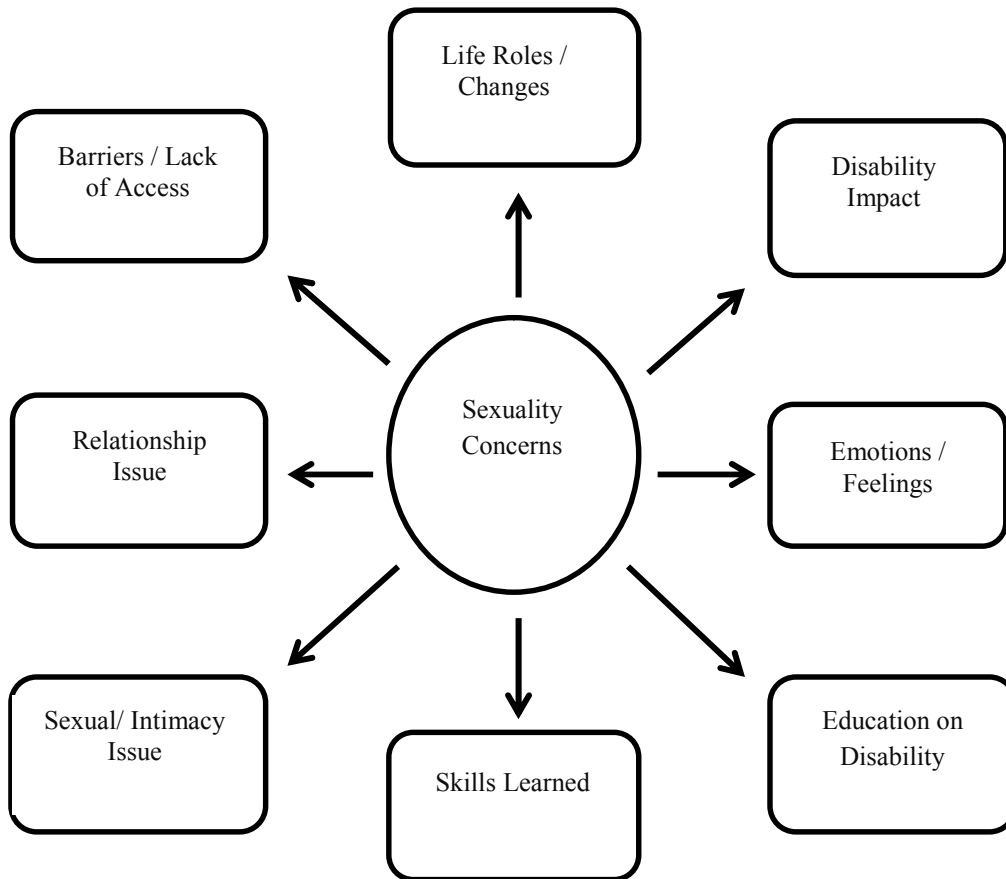 Life Roles /
Changes
Barriers / Lack
of Access
Disability
Impact
Sexuality
Concerns
Relationship
Issue
Emotions /
Feelings
Sexual/ Intimacy
Issue
Skills Learned
Education on
Disability